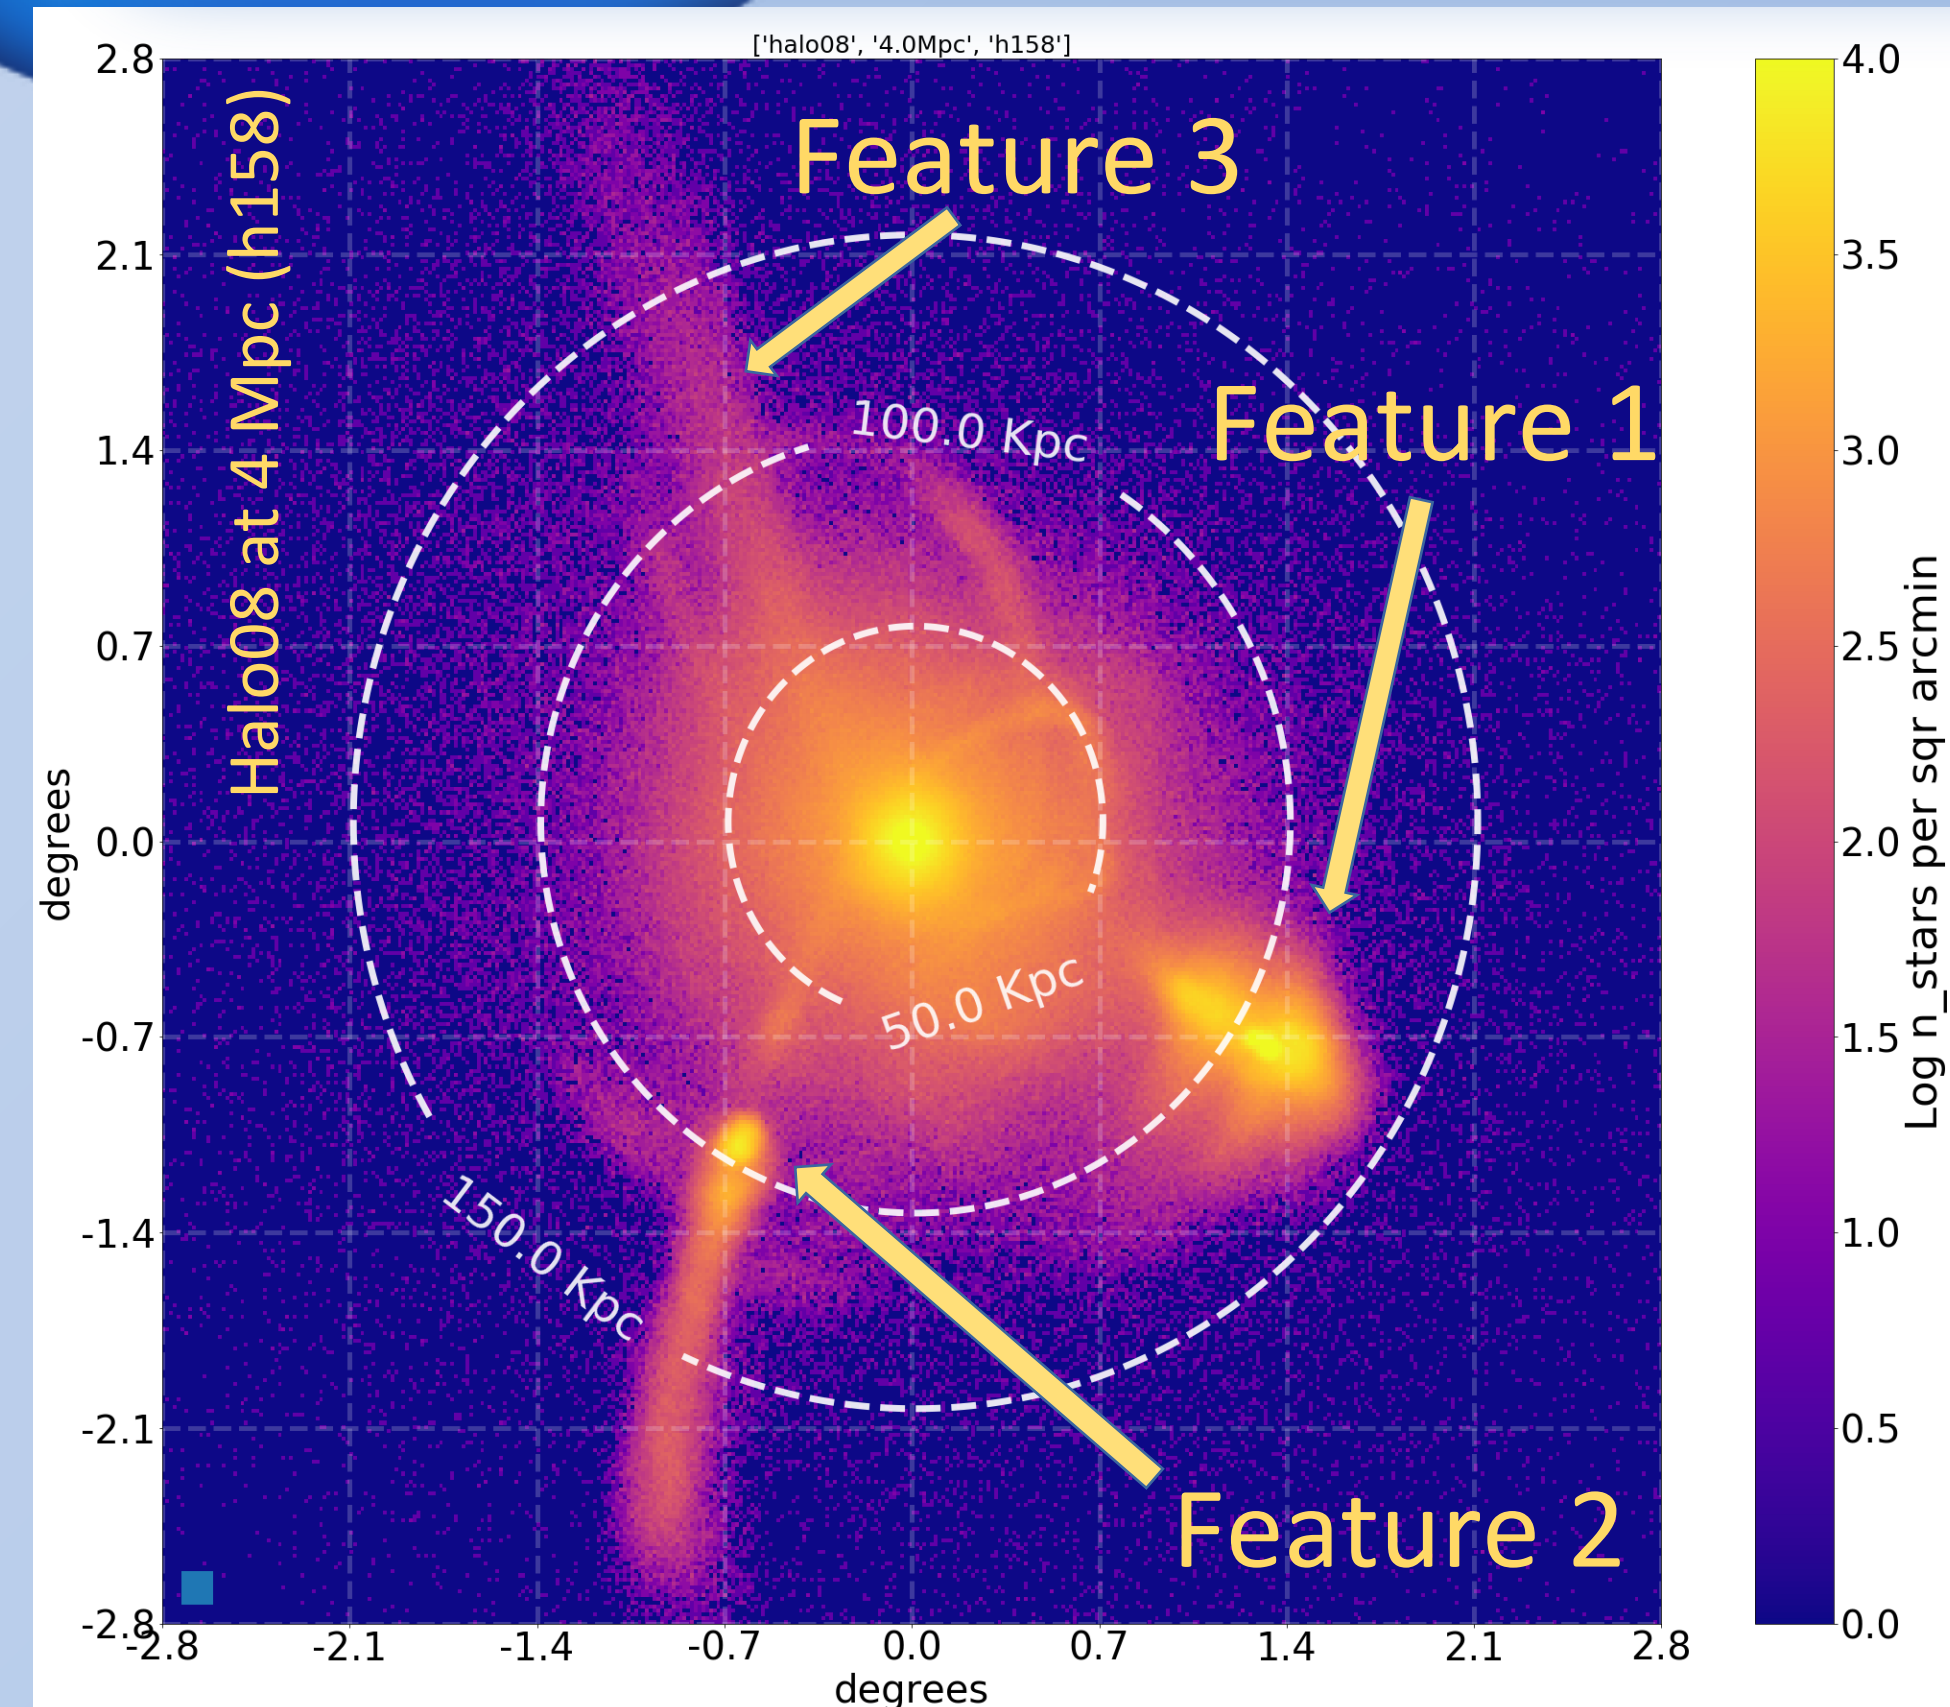 ['halo08', '4.0Mpc', 'h158']
Halo08 at 4 Mpc (h158)
Feature 3
Feature 1
Feature 2
100.0 Kpc
50.0 Kpc
150.0 Kpc
degrees
2.8
2.1
1.4
0.7
0.0
-0.7
-1.4
-2.1
-2.8
-2.8 -2.1 -1.4 -0.7 0.0 0.7 1.4 2.1 2.8
degrees
4.0
3.5
3.0
2.5
2.0
1.5
1.0
0.5
0.0
Log n_stars per sqr arcmin